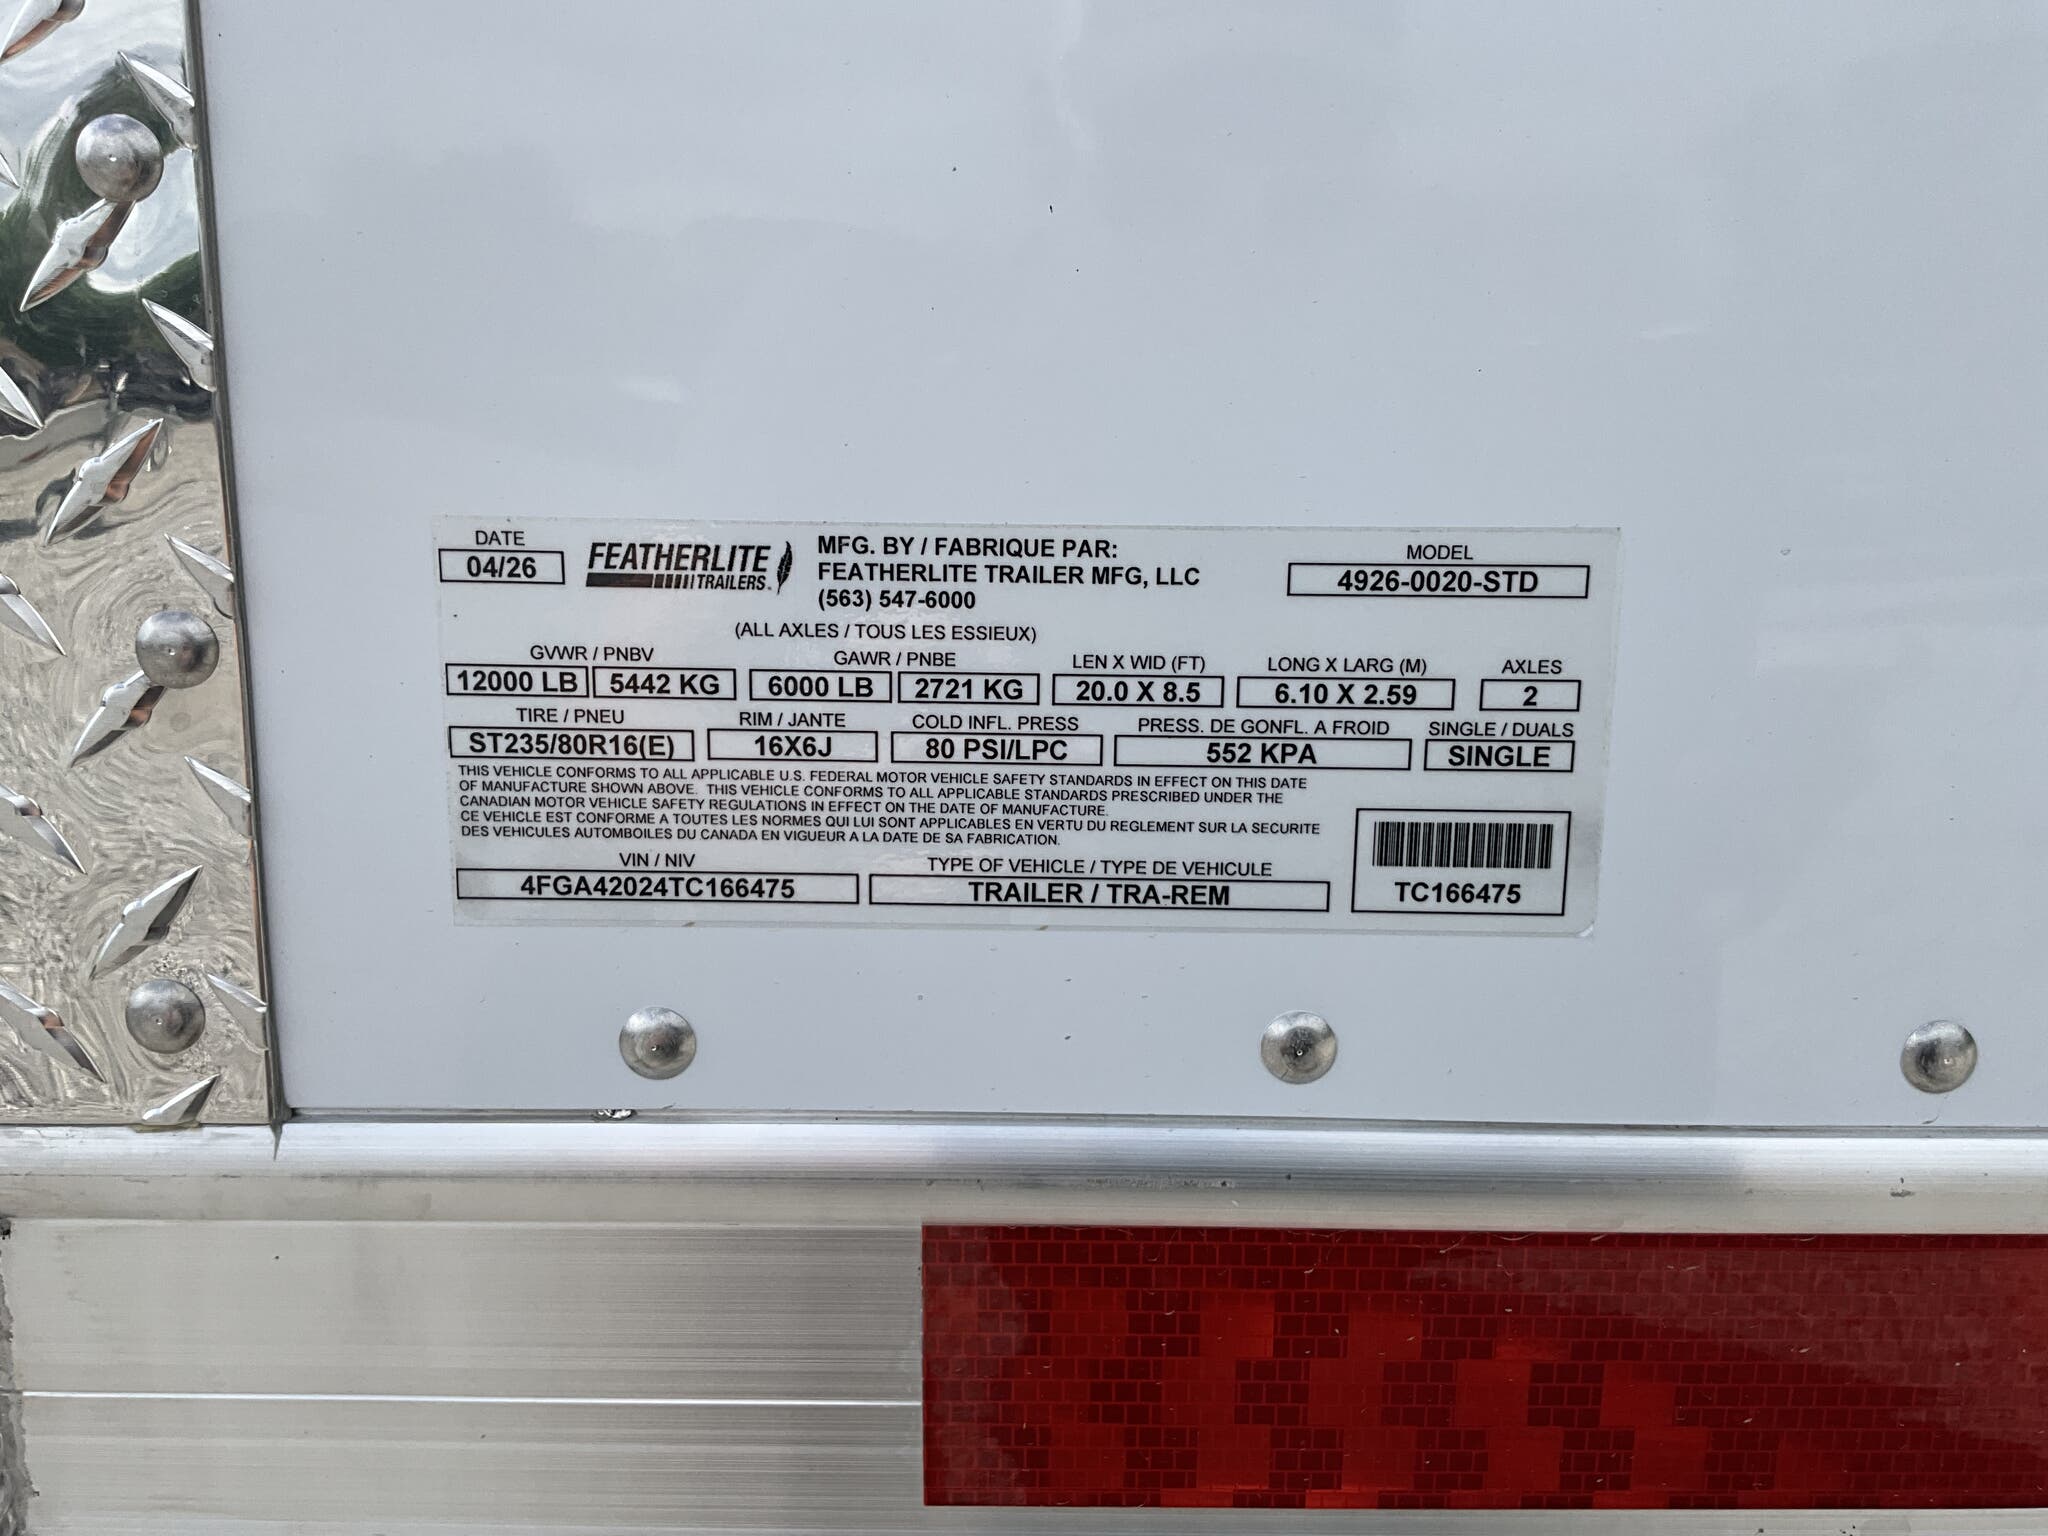 DATE
04/26
FEATHERLITE
TRAILERS
MFG. BY / FABRIQUE PAR:
FEATHERLITE TRAILER MFG, LLC
(563) 547-6000
MODEL
4926-0020-STD
(ALL AXLES / TOUS LES ESSIEUX)
GVWR / PNBV GAWR / PNBE LEN X WID (FT) LONG X LARG (M) AXLES
12000 LB 5442 KG 6000 LB 2721 KG 20.0 X 8.5 6.10 X 2.59 2
TIRE / PNEU RIM / JANTE COLD INFL. PRESS PRESS. DE GONFL. A FROID SINGLE / DUALS
ST235/80R16(E) 16X6J 80 PSI/LPC 552 KPA SINGLE
THIS VEHICLE CONFORMS TO ALL APPLICABLE U.S. FEDERAL MOTOR VEHICLE SAFETY STANDARDS IN EFFECT ON THIS DATE
OF MANUFACTURE SHOWN ABOVE. THIS VEHICLE CONFORMS TO ALL APPLICABLE STANDARDS PRESCRIBED UNDER THE
CANADIAN MOTOR VEHICLE SAFETY REGULATIONS IN EFFECT ON THE DATE OF MANUFACTURE.
CE VEHICLE EST CONFORME A TOUTES LES NORMES QUI LUI SONT APPLICABLES EN VERTU DU REGLEMENT SUR LA SECURITE
DES VEHICULES AUTOMBOILES DU CANADA EN VIGUEUR A LA DATE DE SA FABRICATION.
VIN / NIV TYPE OF VEHICLE / TYPE DE VEHICULE
4FGA42024TC166475 TRAILER / TRA-REM
TC166475